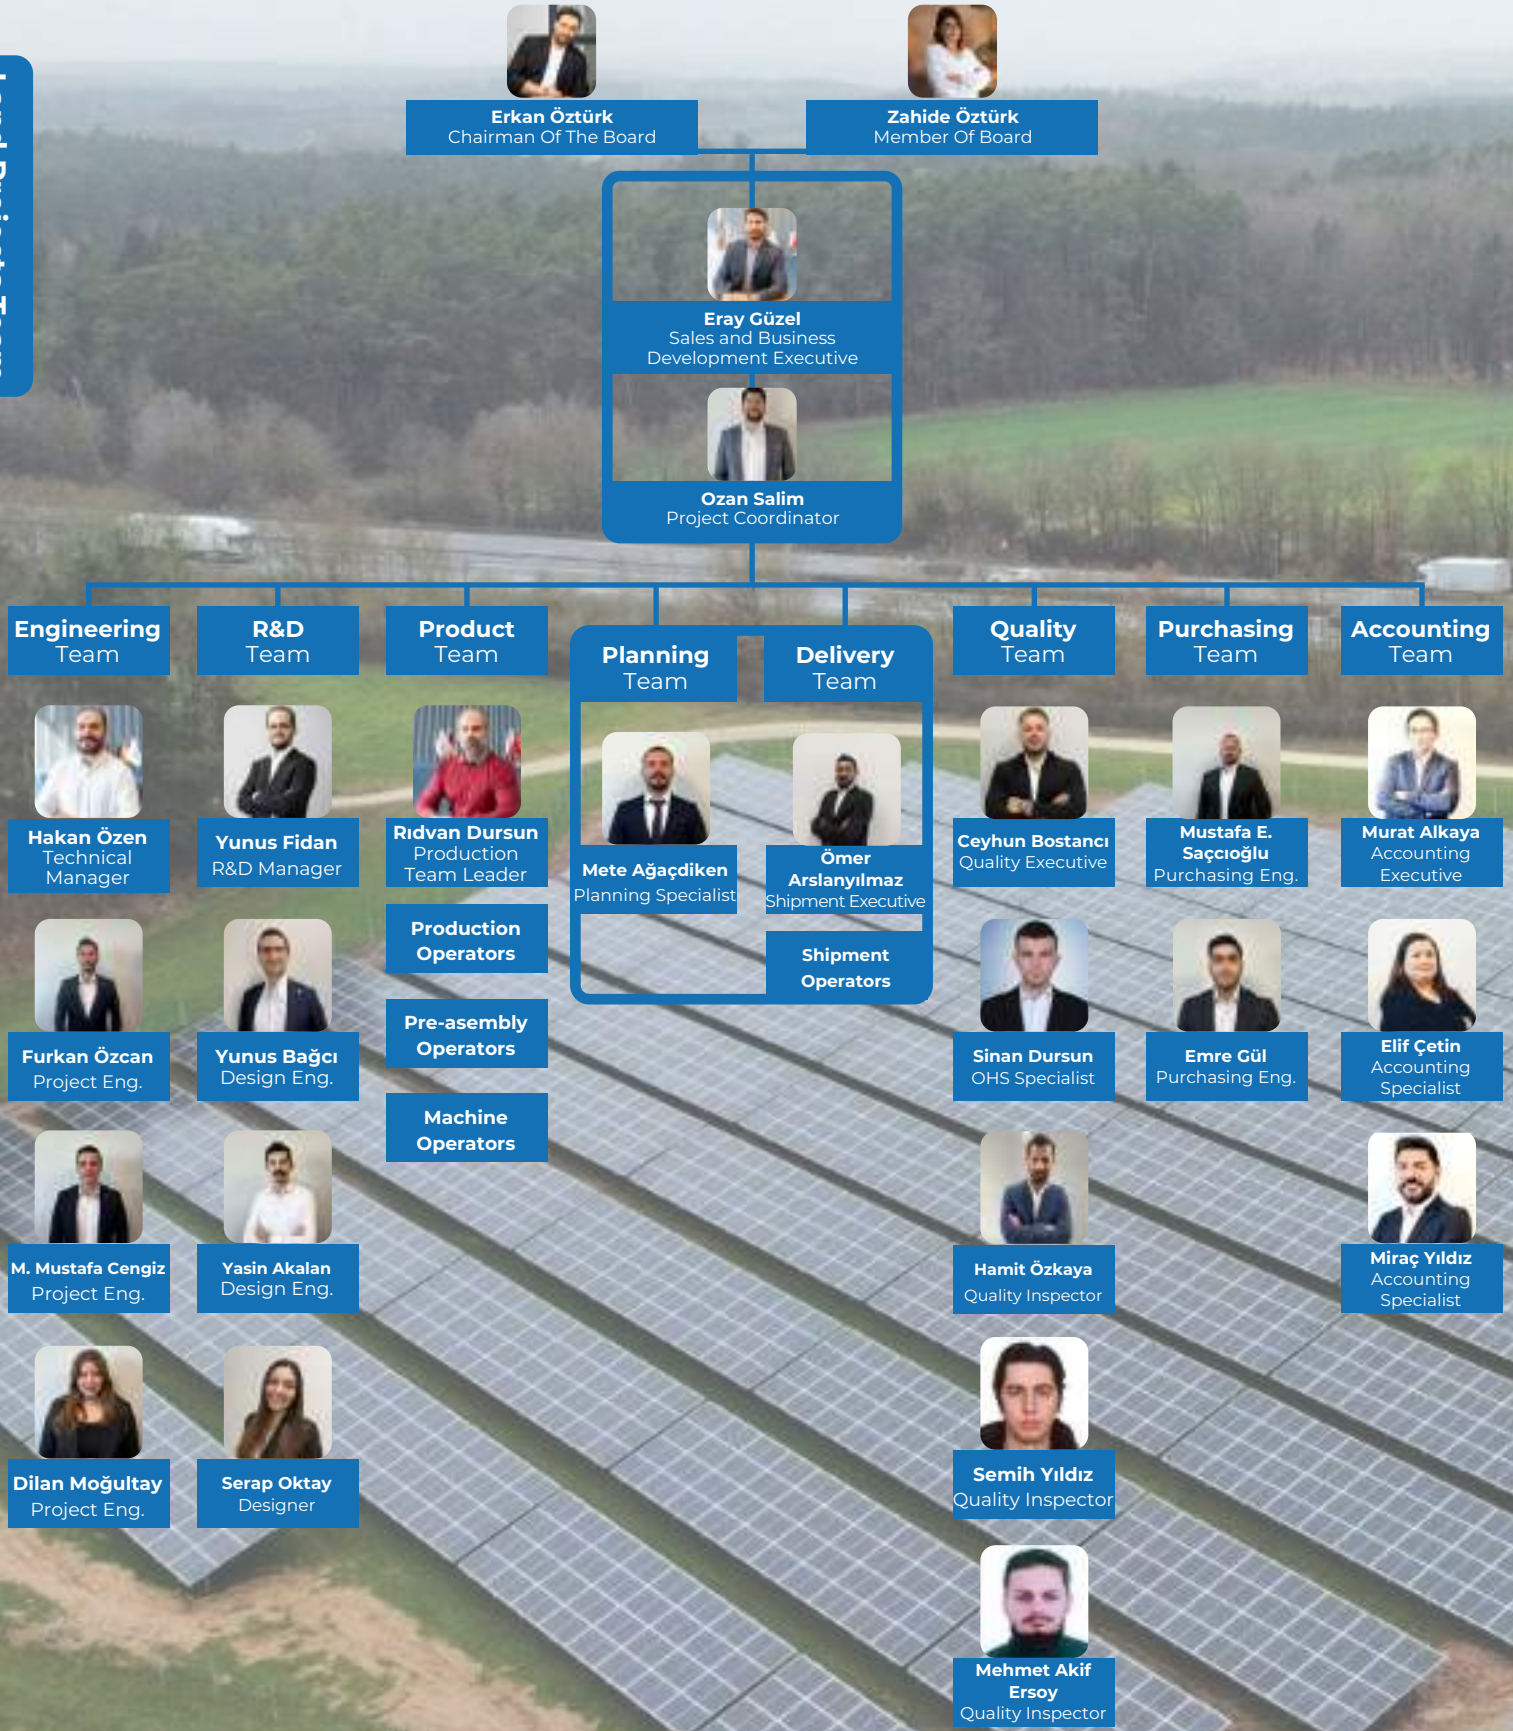 Erkan Öztürk
Chairman Of The Board
Zahide Öztürk
Member Of Board
Eray Güzel
Sales and Business
Development Executive
Ozan Salim
Project Coordinator
Engineering
Team
Hakan Özen
Technical
Manager
Furkan Özcan
Project Eng.
M. Mustafa Cengiz
Project Eng.
Dilan Moğultay
Project Eng.
R&D
Team
Yunus Fidan
R&D Manager
Yunus Bağcı
Design Eng.
Yasin Akalan
Design Eng.
Serap Oktay
Designer
Product
Team
Rıdvan Dursun
Production
Team Leader
Production
Operators
Pre-asembly
Operators
Machine
Operators
Planning
Team
Mete Ağaçdiken
Planning Specialist
Delivery
Team
Ömer
Arslanyılmaz
Shipment Executive
Shipment
Operators
Quality
Team
Ceyhun Bostancı
Quality Executive
Sinan Dursun
OHS Specialist
Hamit Özkaya
Quality Inspector
Semih Yıldız
Quality Inspector
Mehmet Akif
Ersoy
Quality Inspector
Purchasing
Team
Mustafa E.
Saçcıoğlu
Purchasing Eng.
Emre Gül
Purchasing Eng.
Accounting
Team
Murat Alkaya
Accounting
Executive
Elif Çetin
Accounting
Specialist
Miraç Yıldız
Accounting
Specialist